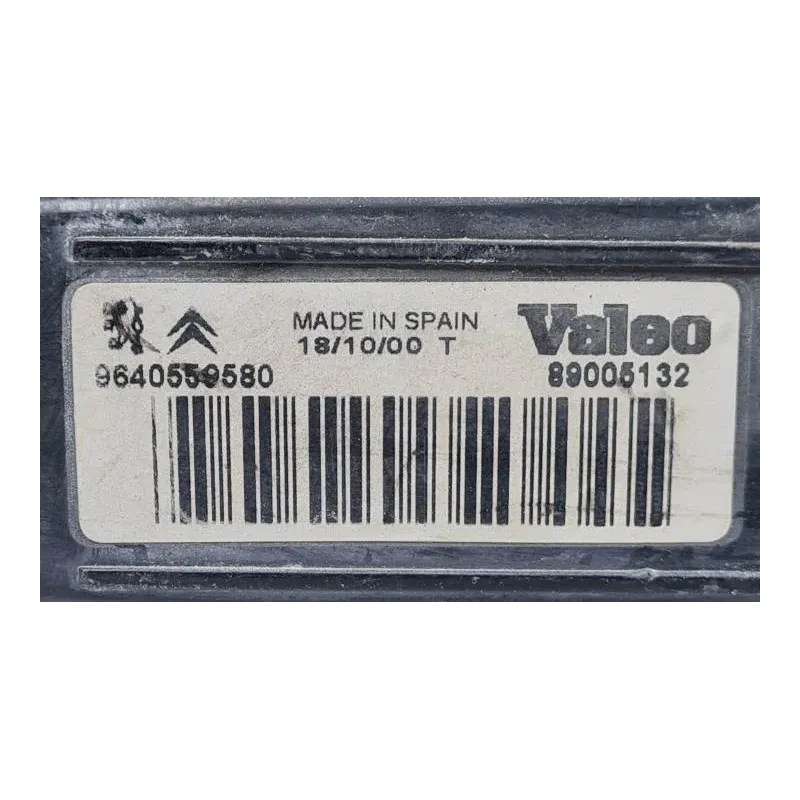 MADE IN SPAIN
18/10/00 T
Valeo
9640559580
89005132